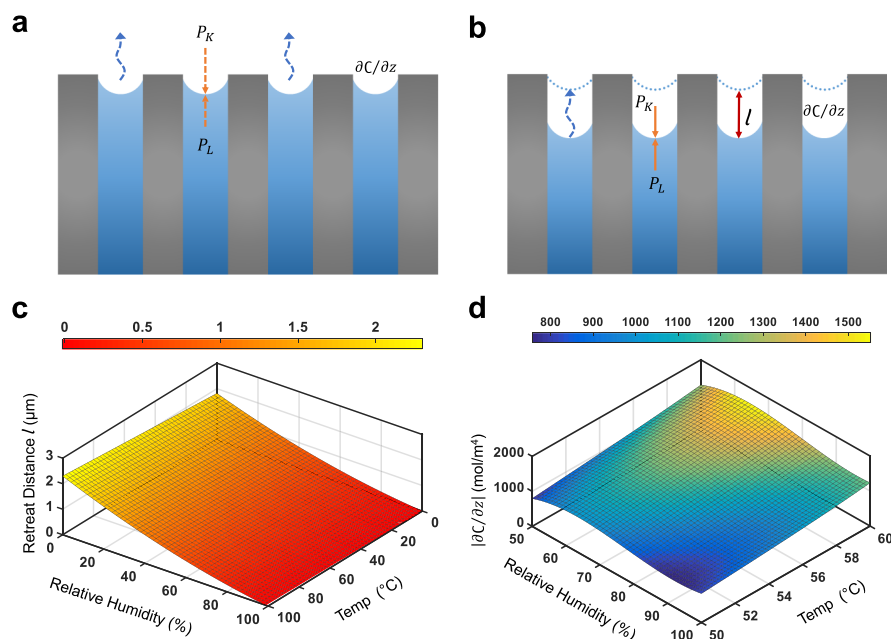 a
P_K
∂C/∂z
P_L
b
P_K
l
∂C/∂z
P_L
c
0 0.5 1 1.5 2
Retreat Distance l (μm)
3
2
1
0
0 20 40 60 80 100
Relative Humidity (%)
0
20
40
60
80
100
Temp (°C)
d
800 900 1000 1100 1200 1300 1400 1500
|∂C/∂z| (mol/m⁴)
2000
1000
0
50 60 70 80 90 100
Relative Humidity (%)
60
58
56
54
52
50
Temp (°C)